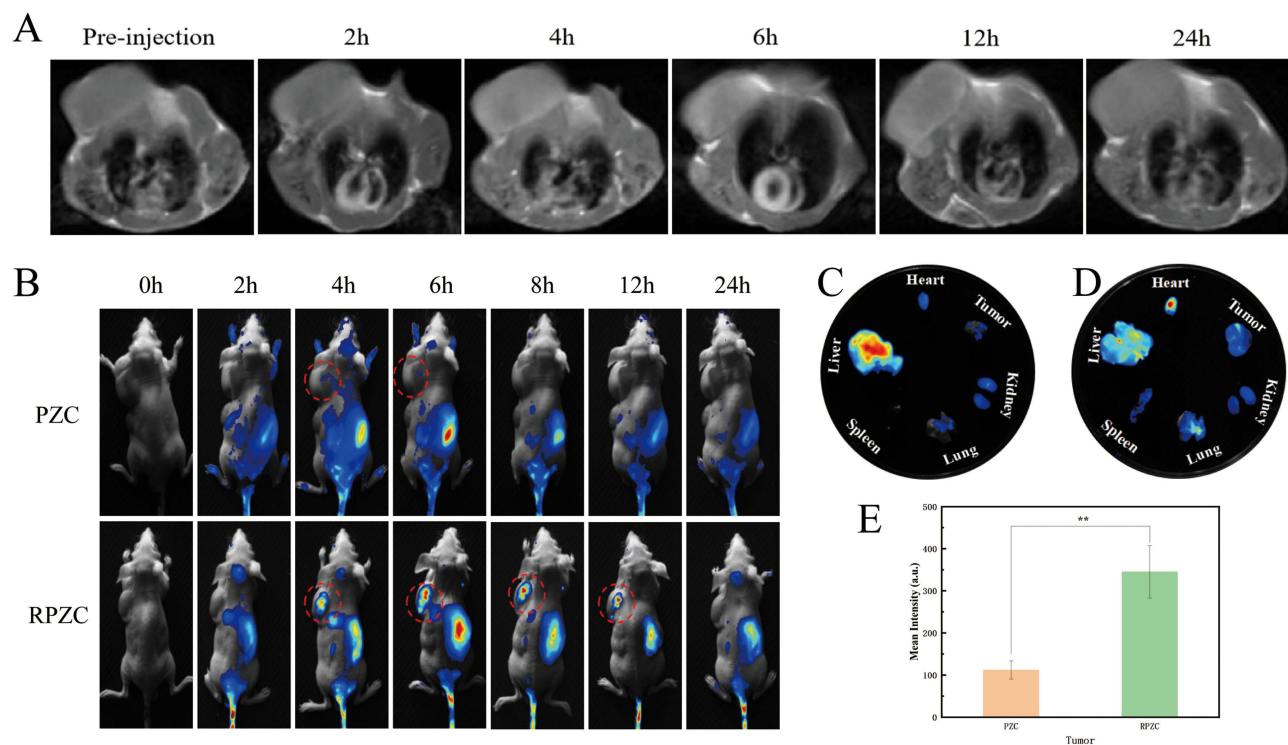 A
Pre-injection 2h 4h 6h 12h 24h
B
0h 2h 4h 6h 8h 12h 24h
PZC
RPZC
C
Heart
Tumor
Liver
Kidney
Spleen
Lung
D
Heart
Tumor
Liver
Kidney
Spleen
Lung
E
**
500
400
300
200
100
0
Mean Intensity (a.u.)
PZC RPZC
Tumor